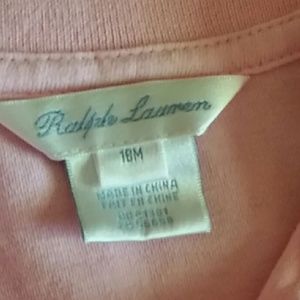 Ralph Lauren
18M
MADE IN CHINA
FAIT EN CHINE